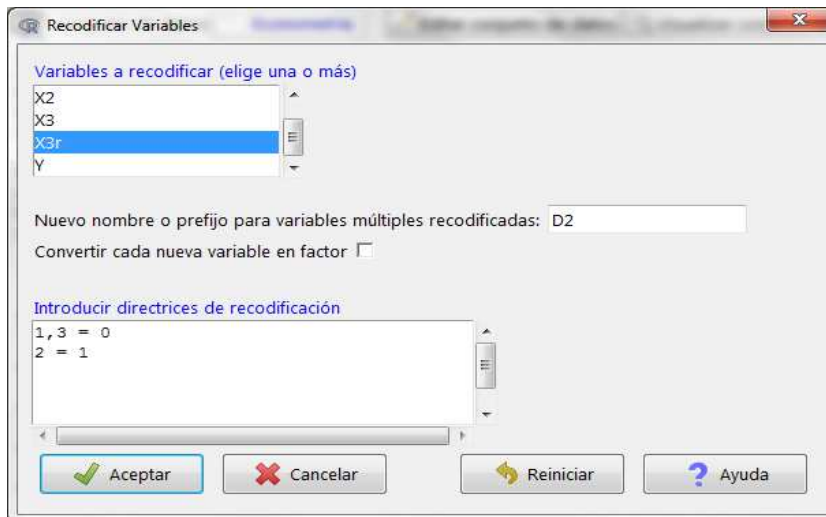 Recodificar Variables
Variables a recodificar (elige una o más)
X2
X3
X3r
Y
Nuevo nombre o prefijo para variables múltiples recodificadas: D2
Convertir cada nueva variable en factor
Introducir directrices de recodificación
1,3 = 0
2 = 1
Aceptar
Cancelar
Reiniciar
Ayuda